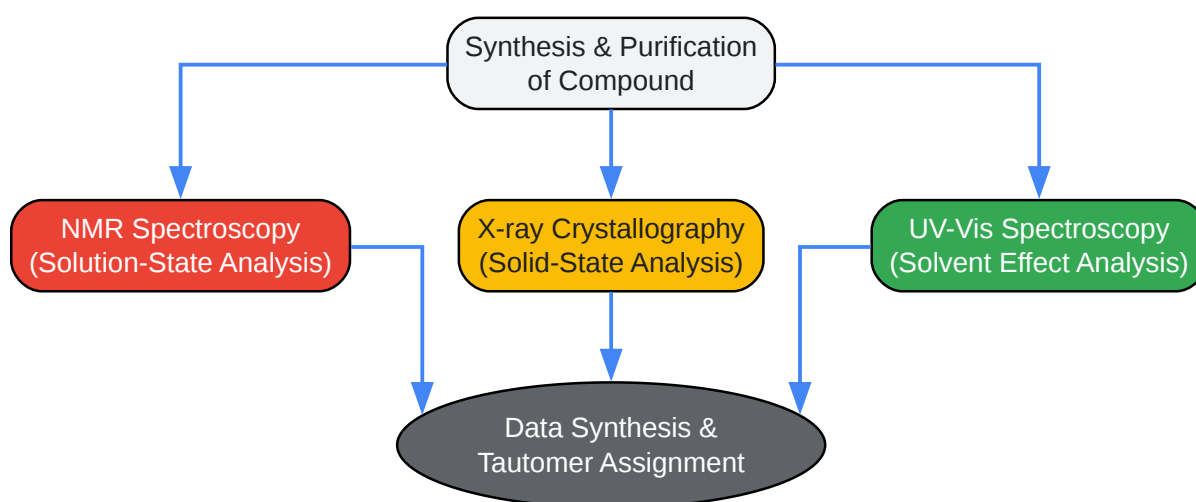 Synthesis & Purification
of Compound
NMR Spectroscopy
(Solution-State Analysis)
X-ray Crystallography
(Solid-State Analysis)
UV-Vis Spectroscopy
(Solvent Effect Analysis)
Data Synthesis &
Tautomer Assignment